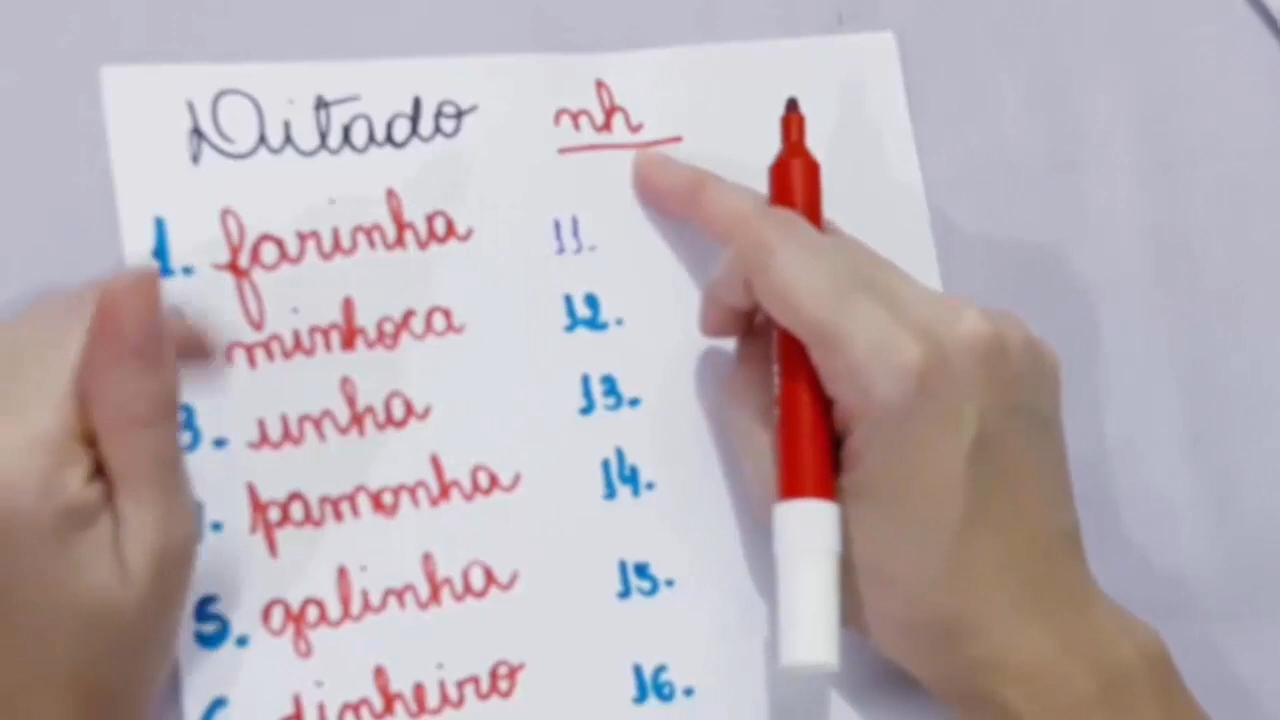 Ditado nh
1. farinha 11.
minhoca 12.
3. unha 13.
pamonha 14.
5. galinha 15.
dinheiro 16.